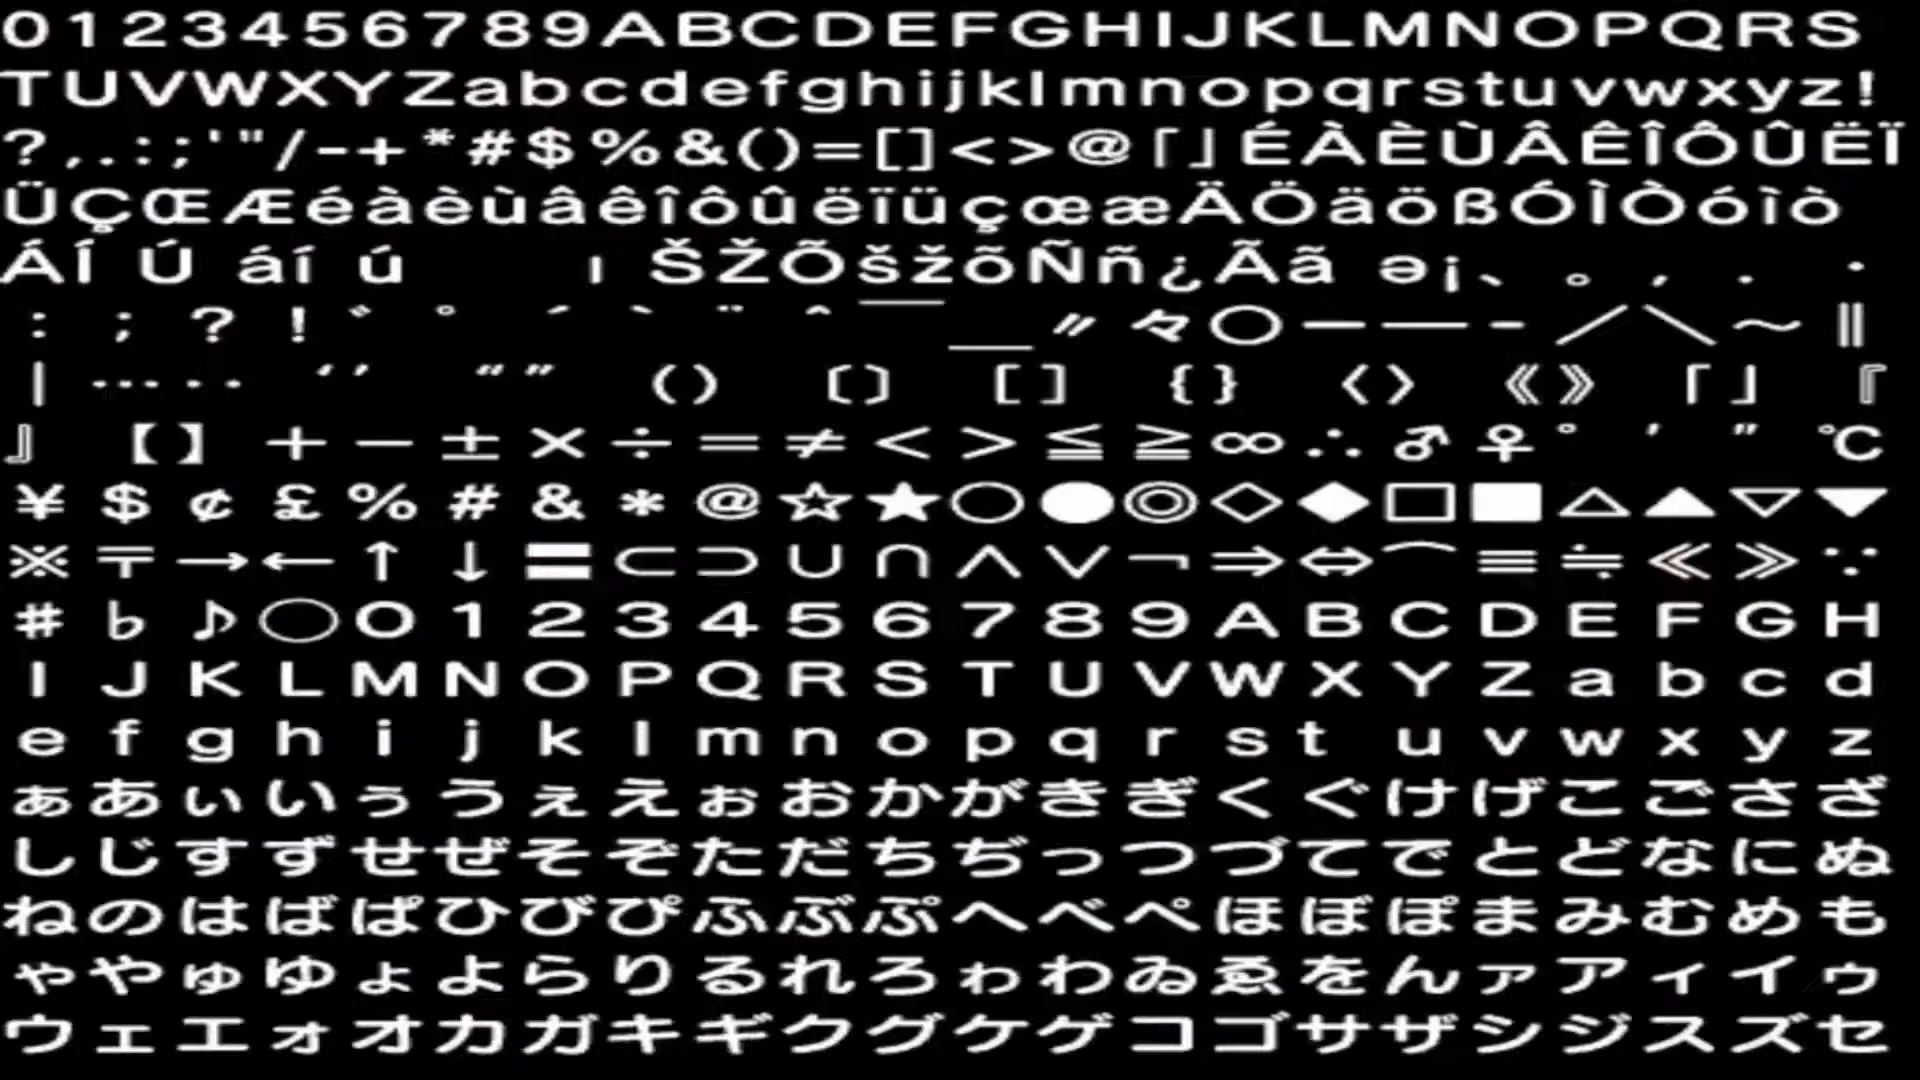 0123456789ABCDEFGHIJKLMNOPQRS
TUVWXYZabcdefghijklmnopqrstuvwxyz!
?,.:;'"/-+*#$%&()=[]<>@「」ÉÀÈÙÂÊÎÔÛËÏ
ÜÇŒÆéàèùâêîôûëïüçœæÄÖäößÓÌÒóìò
ÁÍ Ú áí ú ı ŠŽÕšžõÑñ¿Ãã ə¡、。,.・
:;?!゛゜´`¨^ ̄_〃々〇ー—‐/\~∥
|…‥‘’“”()〔〕[]{}〈〉《》「」『
』【】+-±×÷=≠<>≦≧∞∴♂♀°′″℃
¥$¢£%#&*@☆★○●◎◇◆□■△▲▽▼
※〒→←↑↓〓⊂⊃∪∩∧∨¬⇒⇔⌒≡≒≪≫∵
♯♭♪◯0123456789ABCDEFGH
IJKLMNOPQRSTUVWXYZabcd
efghijklmnopqrstuvwxyz
ぁあぃいぅうぇえぉおかがきぎくぐけげこごさざ
しじすずせぜそぞただちぢっつづてでとどなにぬ
ねのはばぱひびぴふぶぷへべぺほぼぽまみむめも
ゃやゅゆょよらりるれろゎわゐゑをんァアィイゥ
ウェエォオカガキギクグケゲコゴサザシジスズセ